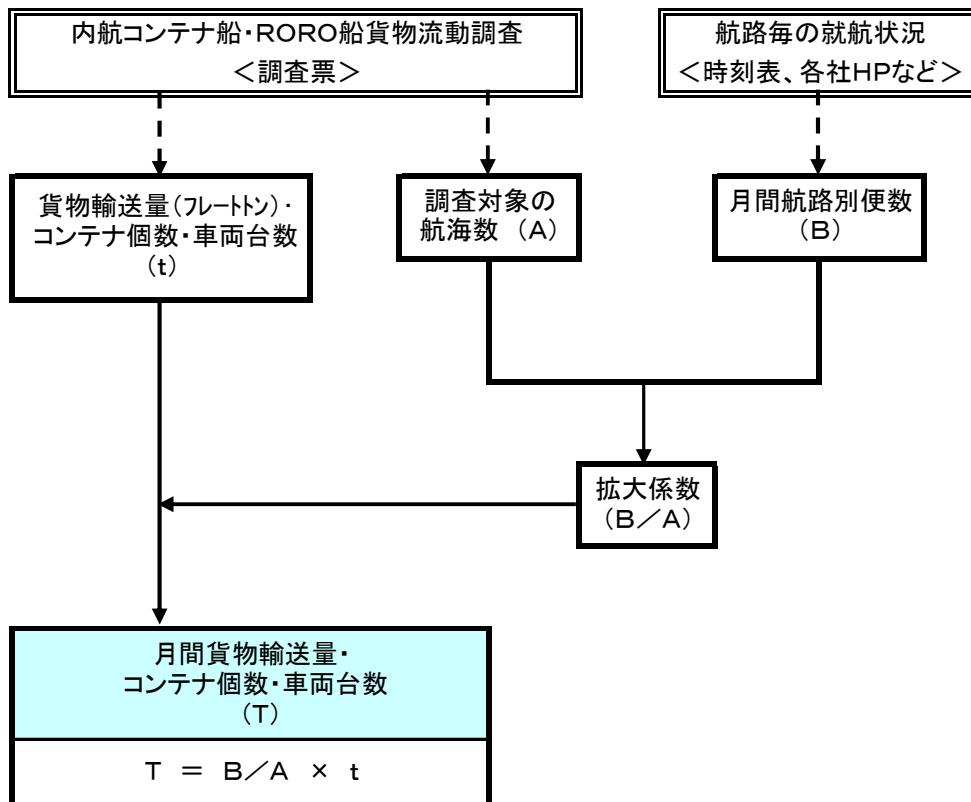 内航コンテナ船・RORO船貨物流動調査
＜調査票＞
航路毎の就航状況
＜時刻表、各社HPなど＞
貨物輸送量(フレートトン)・
コンテナ個数・車両台数
(t)
調査対象の
航海数 (A)
月間航路別便数
(B)
拡大係数
(B／A)
月間貨物輸送量・
コンテナ個数・車両台数
(T)
T ＝ B／A × t